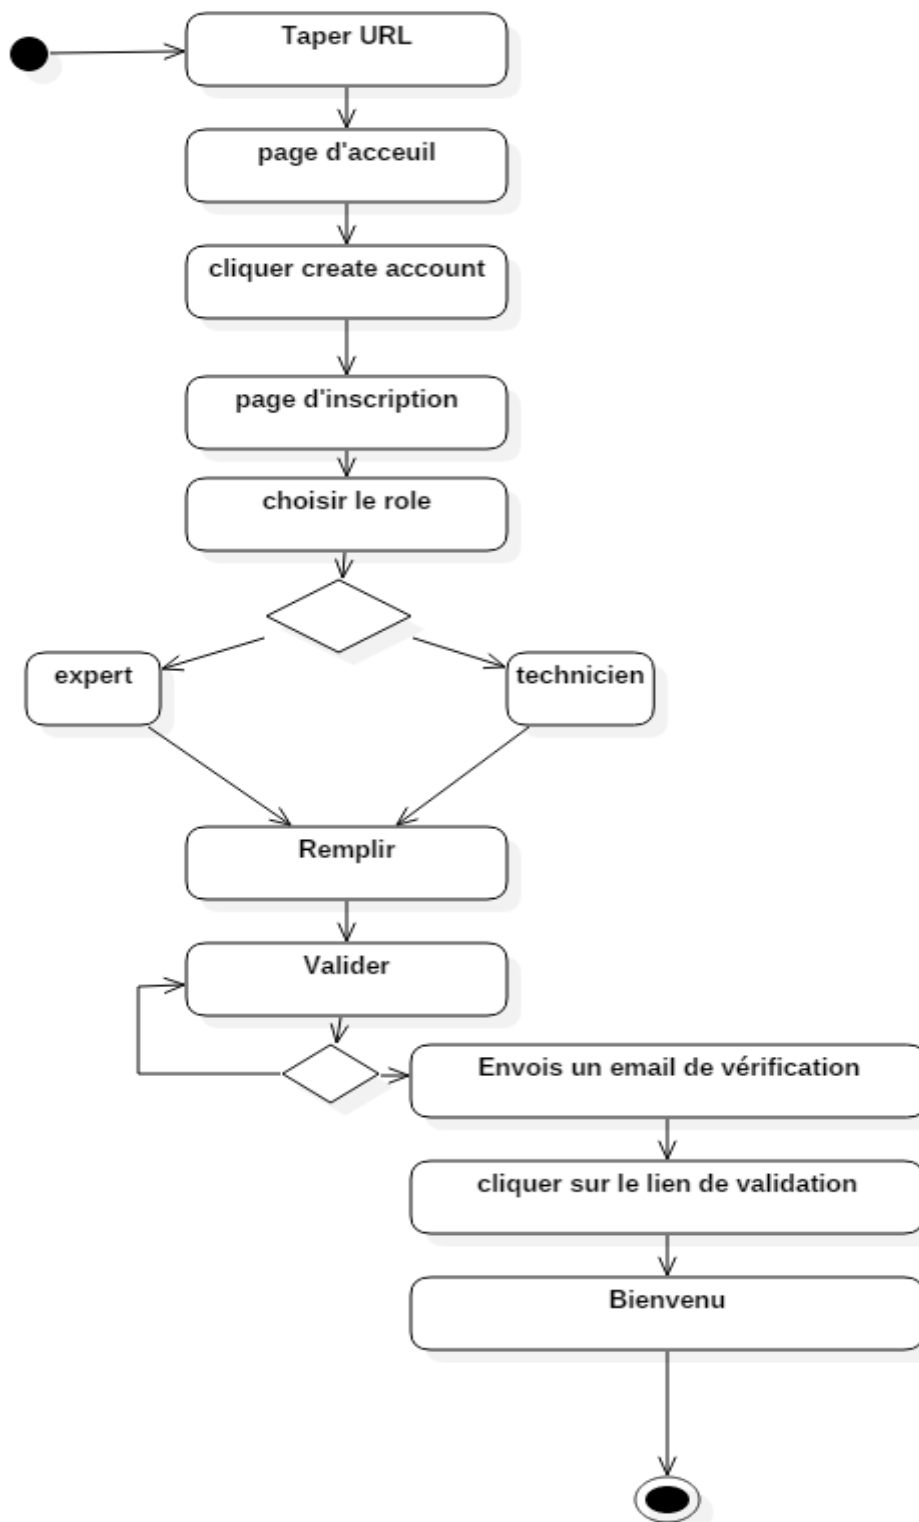 Taper URL
page d'acceuil
cliquer create account
page d'inscription
choisir le role
expert
technicien
Remplir
Valider
Envois un email de vérification
cliquer sur le lien de validation
Bienvenu